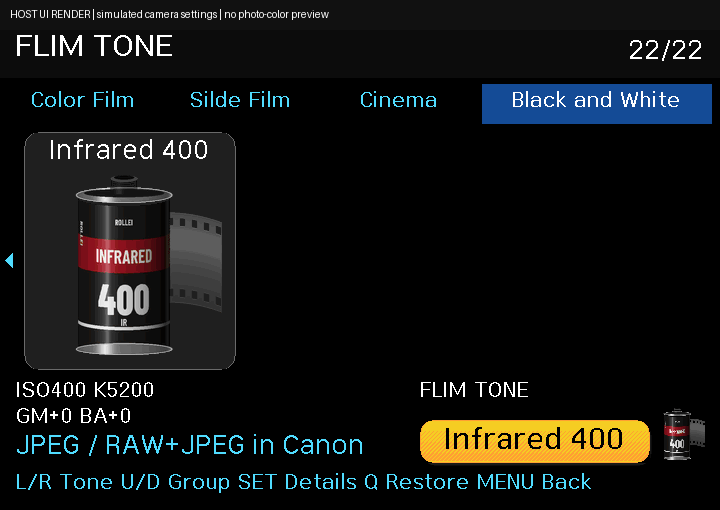 HOST UI RENDER | simulated camera settings | no photo-color preview
FLIM TONE
22/22
Color Film
Silde Film
Cinema
Black and White
Infrared 400
ROLLEI
ROLLEI
INFRARED
400
IR
ISO400 K5200
FLIM TONE
GM+0 BA+0
JPEG / RAW+JPEG in Canon
Infrared 400
400
L/R Tone U/D Group SET Details Q Restore MENU Back